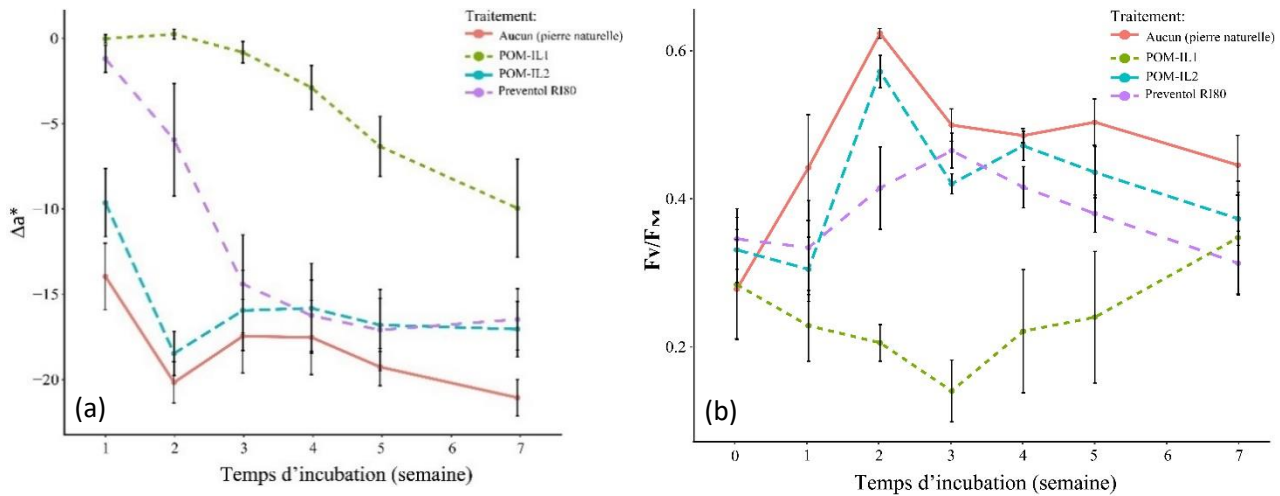 Traitement:
Aucun (pierre naturelle)
POM-IL1
POM-IL2
Preventol RI80
0
−5
−10
−15
−20
Δa*
(a)
1 2 3 4 5 6 7
Temps d’incubation (semaine)
Traitement:
Aucun (pierre naturelle)
POM-IL1
POM-IL2
Preventol RI80
0.6
0.4
0.2
Fv/FM
(b)
0 1 2 3 4 5 6 7
Temps d’incubation (semaine)